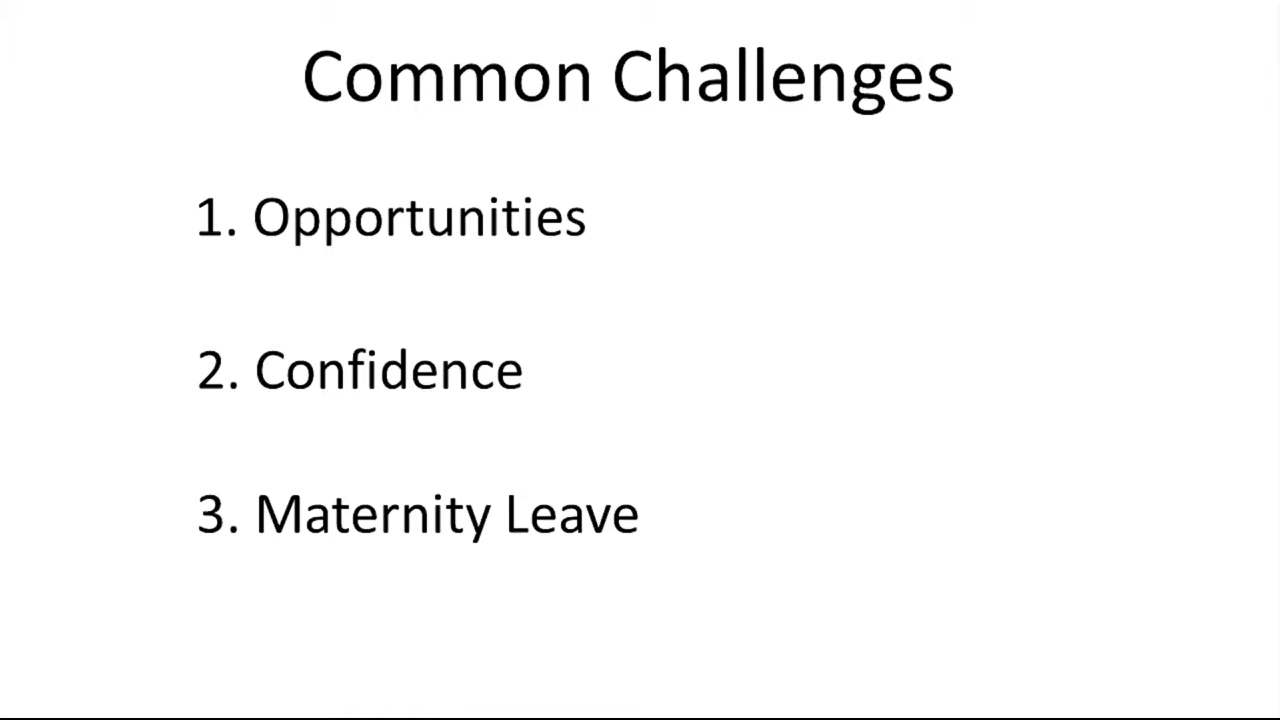 Common Challenges
1. Opportunities
2. Confidence
3. Maternity Leave